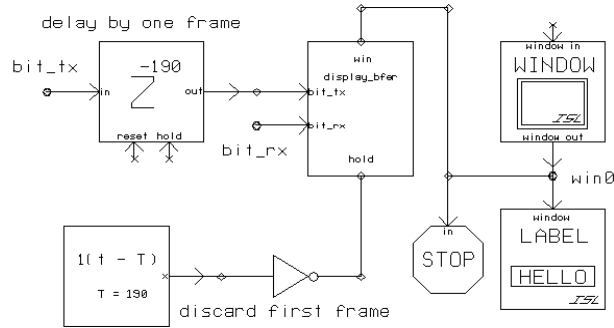 delay by one frame
bit_tx
-190
Z
in
out
reset hold
win
display_bfer
bit_tx
bit_rx
hold
bit_rx
window in
WINDOW
ISL
window out
win0
1(t - T)
x
T = 190
discard first frame
in
STOP
window
LABEL
HELLO
ISL